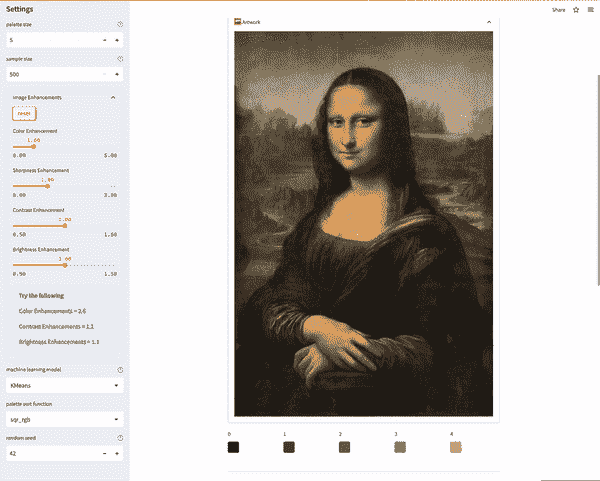 Settings
Share
palette size
5
sample size
500
Image Enhancements
reset
Color Enhancement
1.00
0.00 5.00
Sharpness Enhancement
0.00 3.00
Contrast Enhancement
1.00
0.50 1.50
Brightness Enhancement
1.00
0.50 1.50
Try the following
Color Enhancements = 2.6
Contrast Enhancements = 1.1
Brightness Enhancements = 1.1
machine learning model
KMeans
palette sort function
sqr_rgb
random seed
42
Artwork
0 1 2 3 4